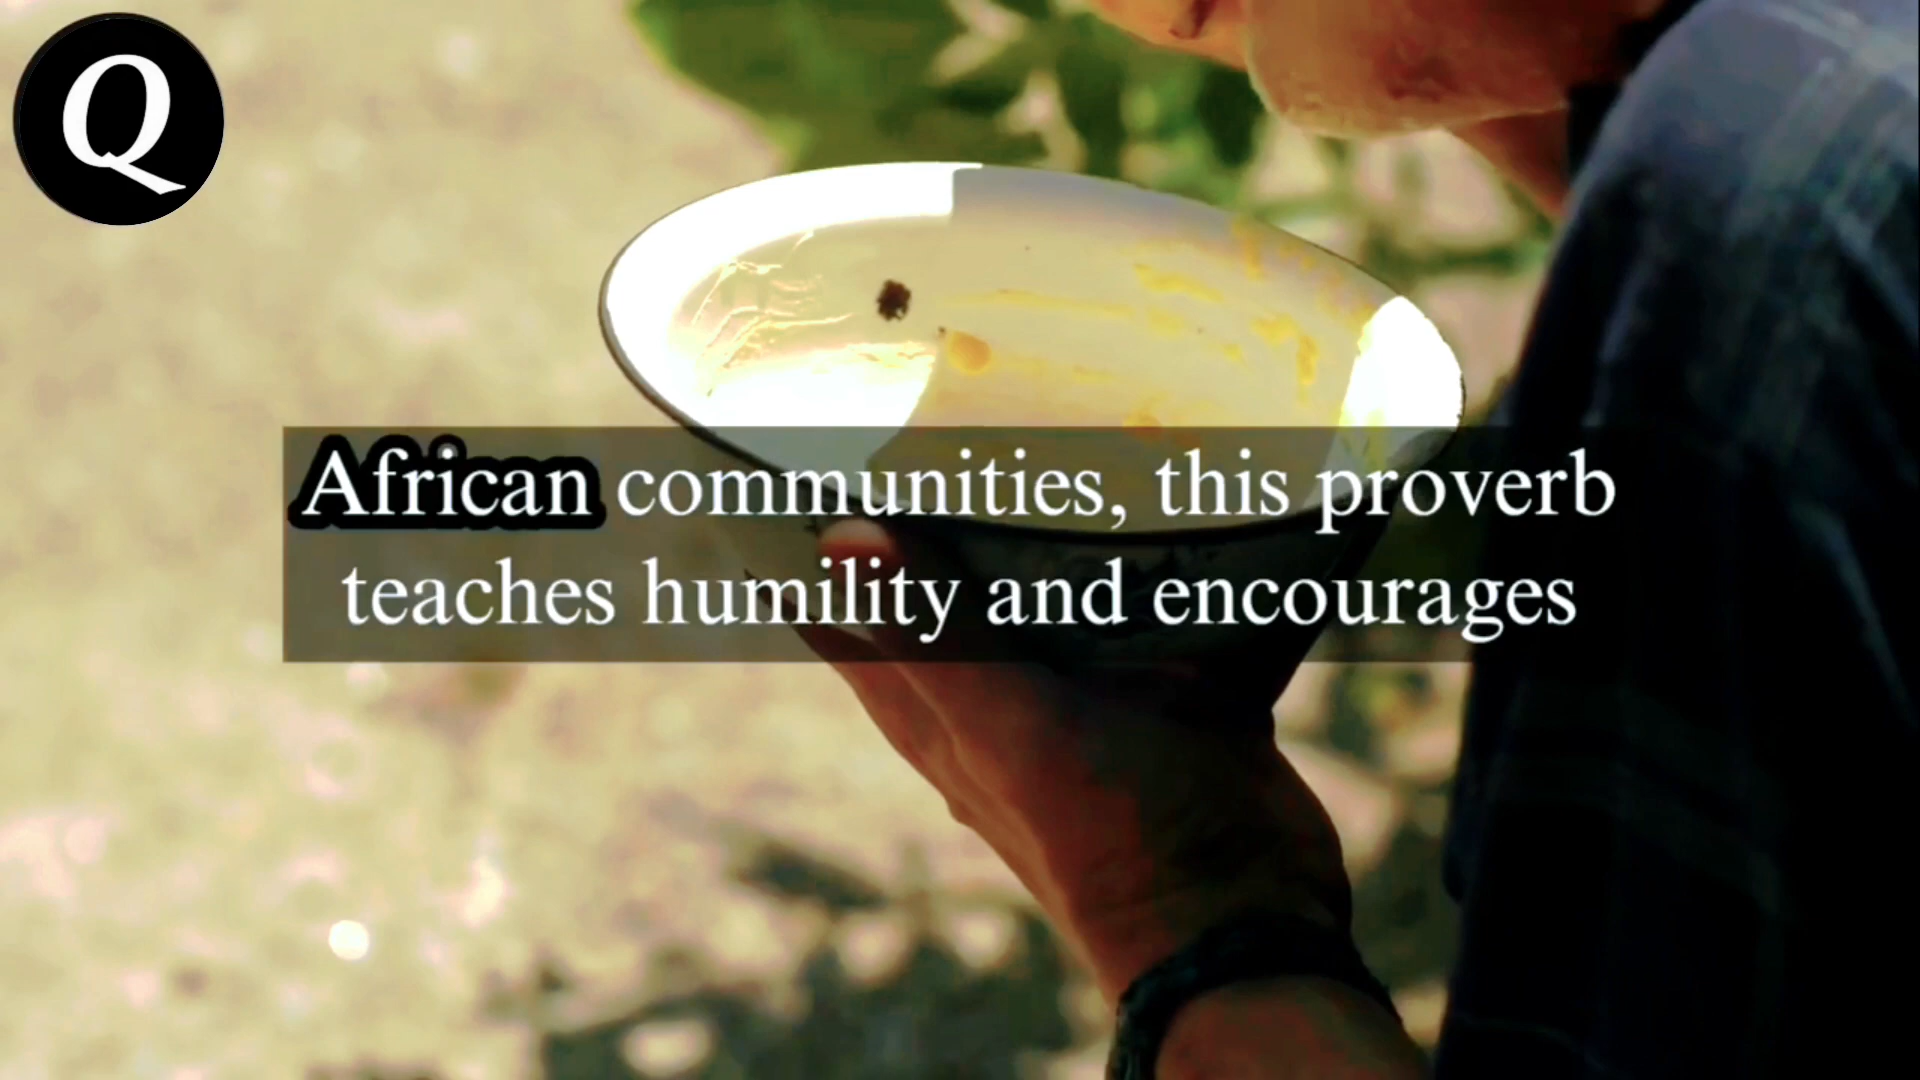 Q
African communities, this proverb
teaches humility and encourages